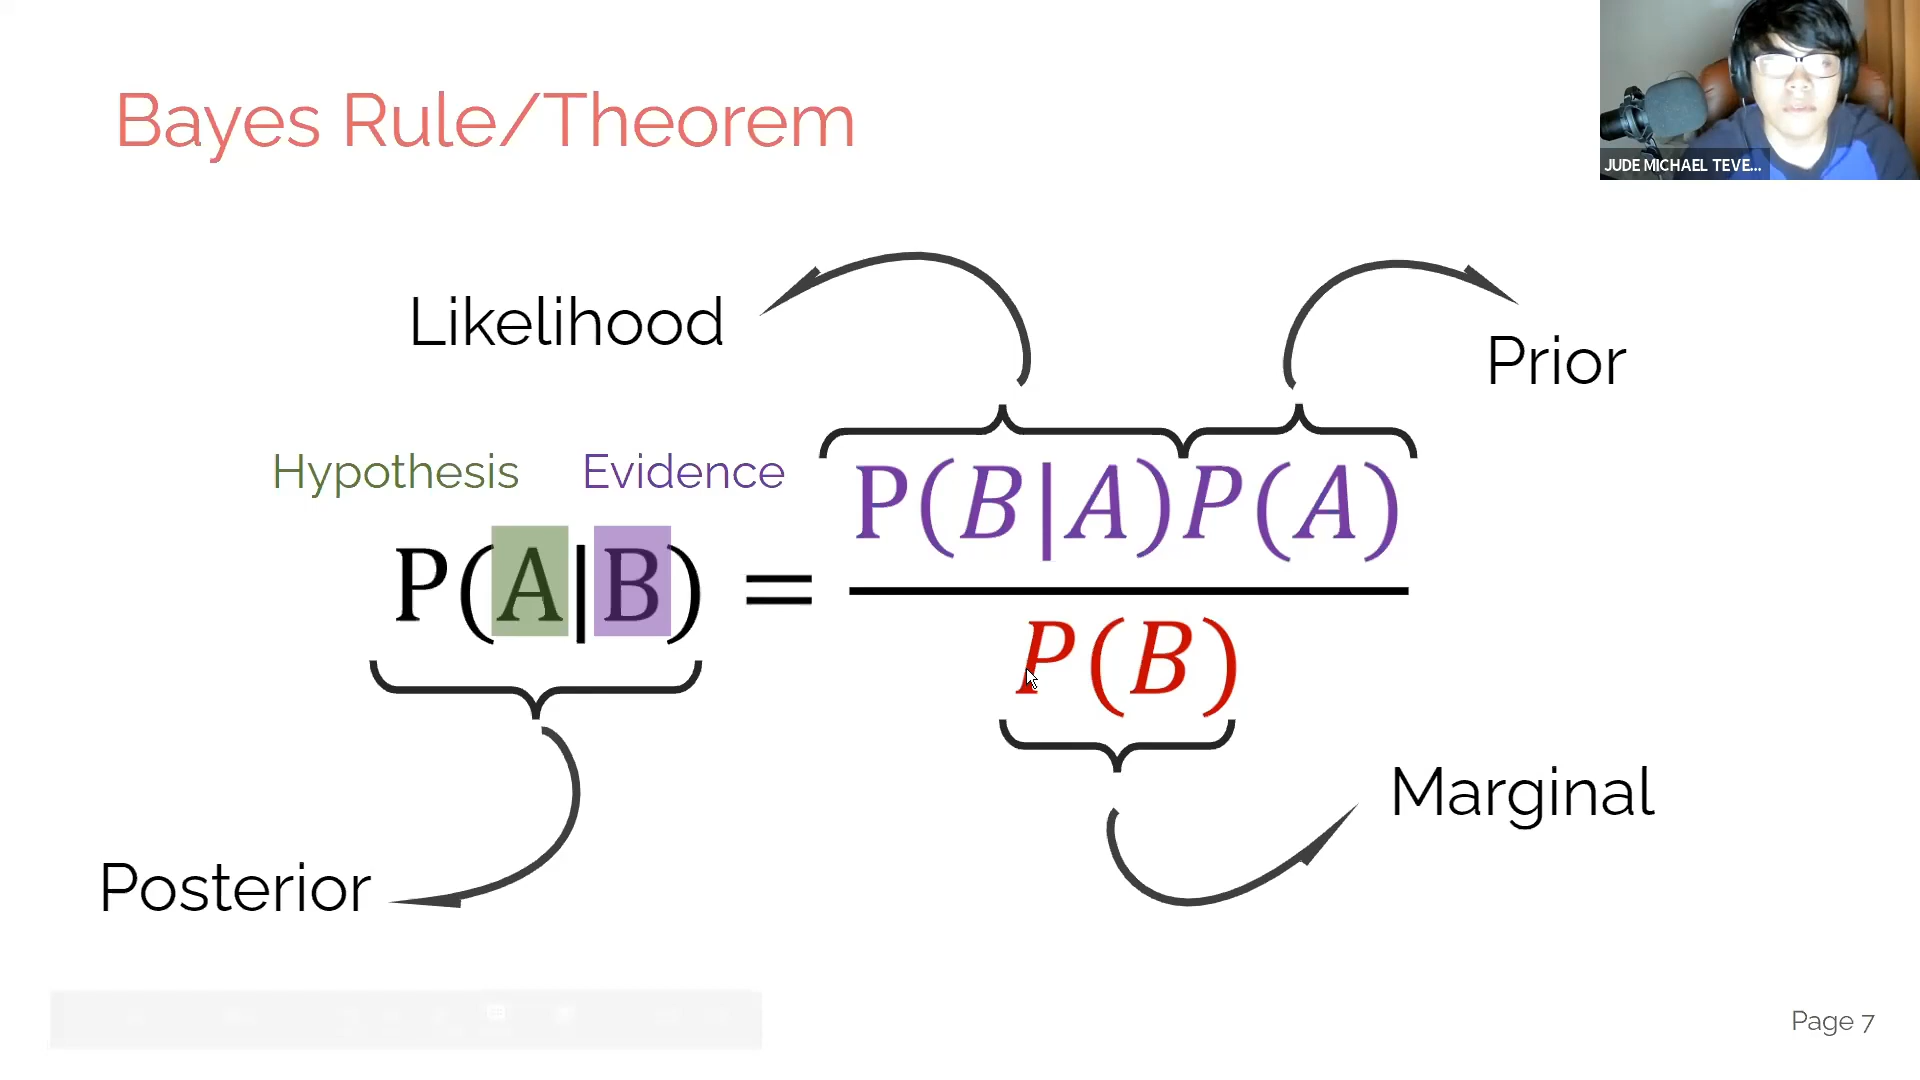 Bayes Rule/Theorem
JUDE MICHAEL TEVE...
Likelihood
Prior
Hypothesis Evidence
P(A|B) = P(B|A)P(A)
P(B)
Marginal
Posterior
Page 7